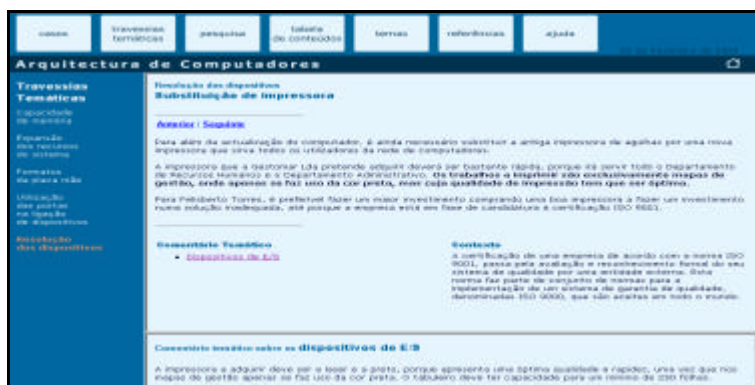 casos
travessias
temáticas
pesquisa
tabela
de conteúdos
temas
referências
ajuda
Arquitectura de Computadores
Travessias
Temáticas
Capacidade
de memória
Expansão
dos recursos
do sistema
Formatos
da placa mãe
Utilização
das portas
na ligação
de dispositivos
Resolução
dos dispositivos
Resolução dos dispositivos
Substituição de impressora
Anterior / Seguinte
Para além da actualização do computador, é ainda necessário substituir a antiga impressora de agulhas por uma nova
impressora que sirva todos os utilizadores da rede de computadores.
A impressora que a Gastomar Lda pretende adquirir deverá ser bastante rápida, porque irá servir todo o Departamento
de Recursos Humanos e o Departamento Administrativo. Os trabalhos a imprimir são exclusivamente mapas de
gestão, onde apenas se faz uso da cor preta, mas cuja qualidade de impressão tem que ser óptima.
Para Felisberto Torres, é preferível fazer um maior investimento comprando uma boa impressora a fazer um investimento
numa solução inadequada, até porque a empresa está em fase de candidatura à certificação ISO 9001.
Comentário Temático
Dispositivos de E/S
Contexto
A certificação de uma empresa de acordo com a norma ISO
9001, passa pela avaliação e reconhecimento formal do seu
sistema de qualidade por uma entidade externa. Esta
norma faz parte do conjunto de normas para a
implementação de um sistema de garantia de qualidade,
denominadas ISO 9000, que são aceites em todo o mundo.
Comentário temático sobre os dispositivos de E/S
A impressora a adquirir deve ser a laser e a preto, porque apresenta uma óptima qualidade e rapidez, uma vez que nos
mapas de gestão apenas se faz uso da cor preta. O tabuleiro deve ter capacidade para um mínimo de 250 folhas.